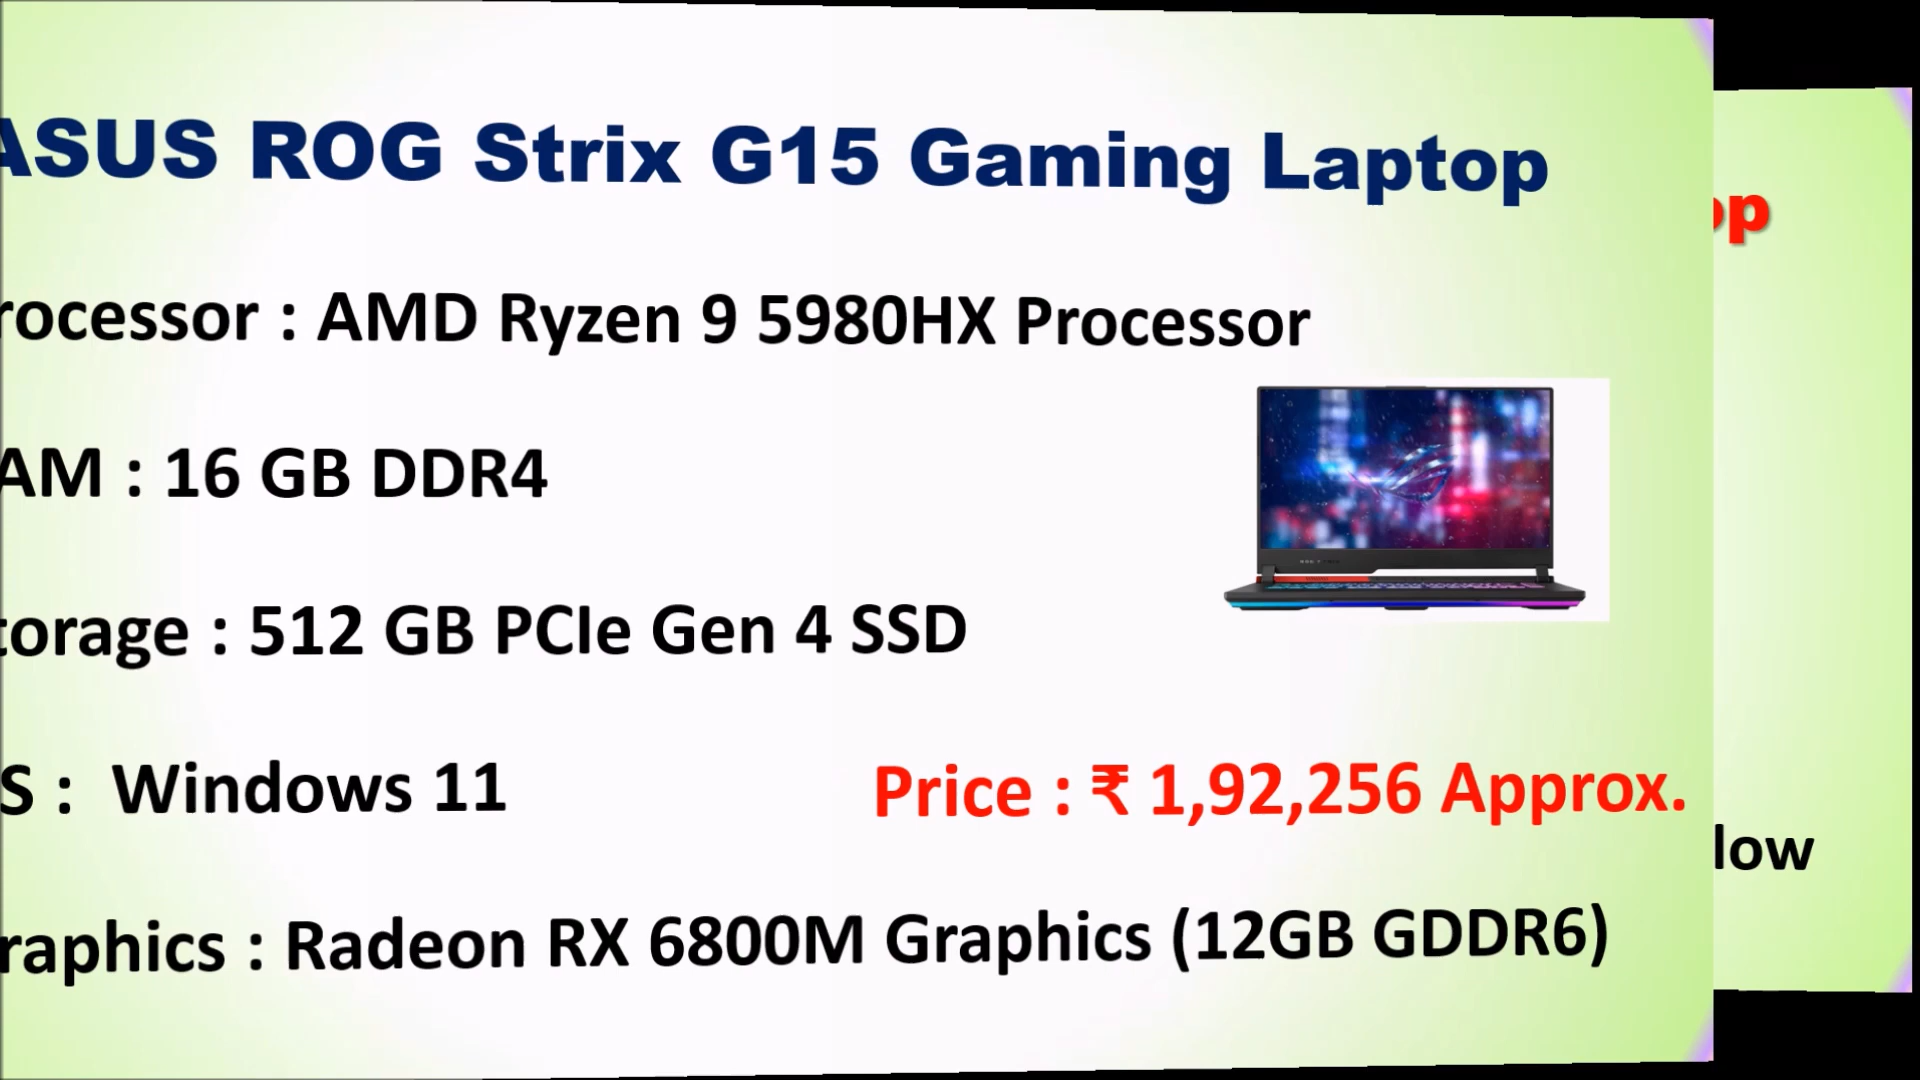 ASUS ROG Strix G15 Gaming Laptop
op
rocessor : AMD Ryzen 9 5980HX Processor
AM : 16 GB DDR4
torage : 512 GB PCIe Gen 4 SSD
S : Windows 11
Price : ₹ 1,92,256 Approx.
low
raphics : Radeon RX 6800M Graphics (12GB GDDR6)